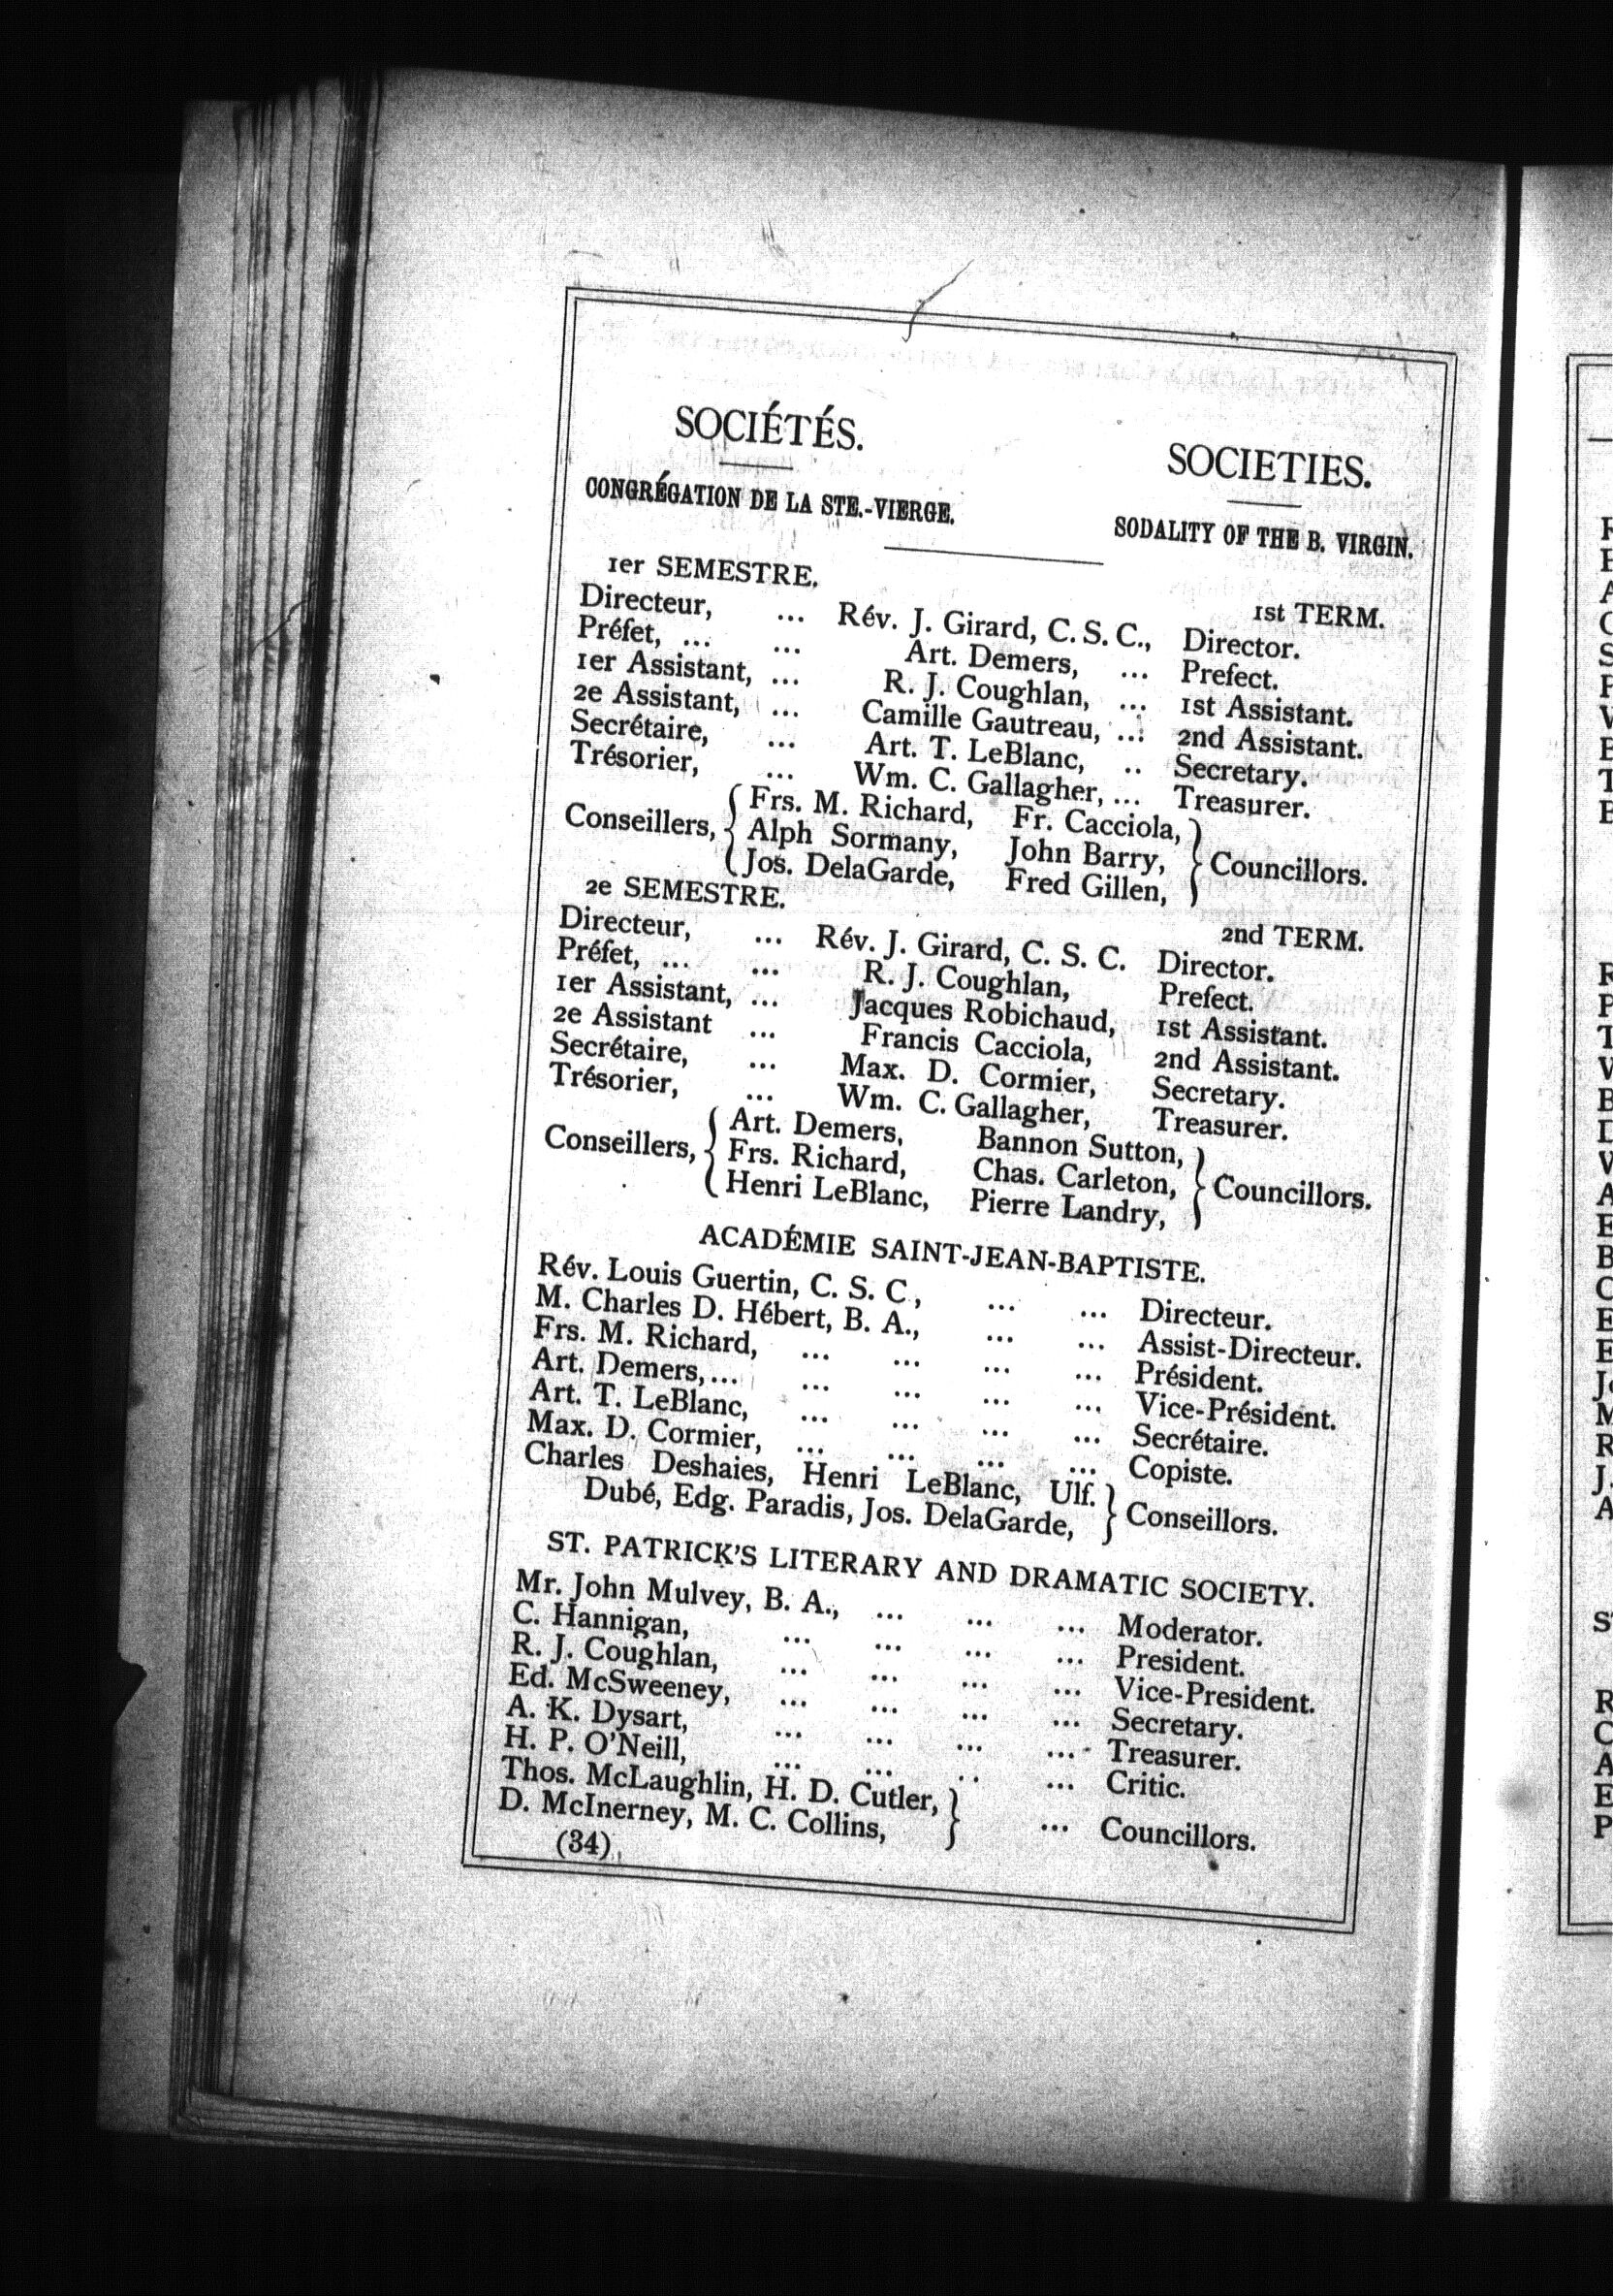 SOCIÉTÉS. SOCIETIES.
CONGRÉGATION DE LA STE.-VIERGE. SODALITY OF THE B. VIRGIN.
1er SEMESTRE. 1st TERM.
Directeur, ... Rév. J. Girard, C. S. C., Director.
Préfet, ... ... Art. Demers, ... Prefect.
1er Assistant, ... R. J. Coughlan, ... 1st Assistant.
2e Assistant, ... Camille Gautreau, ... 2nd Assistant.
Secrétaire, ... Art. T. LeBlanc, .. Secretary.
Trésorier, ... Wm. C. Gallagher, ... Treasurer.
Conseillers, { Frs. M. Richard, Fr. Cacciola,
Alph Sormany, John Barry,
Jos. DelaGarde, Fred Gillen, } Councillors.
2e SEMESTRE. 2nd TERM.
Directeur, ... Rév. J. Girard, C. S. C. Director.
Préfet, ... ... R. J. Coughlan, Prefect.
1er Assistant, ... Jacques Robichaud, 1st Assistant.
2e Assistant ... Francis Cacciola, 2nd Assistant.
Secrétaire, ... Max. D. Cormier, Secretary.
Trésorier, ... Wm. C. Gallagher, Treasurer.
Conseillers, { Art. Demers, Bannon Sutton,
Frs. Richard, Chas. Carleton,
Henri LeBlanc, Pierre Landry, } Councillors.
ACADÉMIE SAINT-JEAN-BAPTISTE.
Rév. Louis Guertin, C. S. C., ... ... Directeur.
M. Charles D. Hébert, B. A., ... ... Assist-Directeur.
Frs. M. Richard, ... ... ... ... Président.
Art. Demers,... ... ... ... ... Vice-Président.
Art. T. LeBlanc, ... ... ... ... Secrétaire.
Max. D. Cormier, ... ... ... ... Copiste.
Charles Deshaies, Henri LeBlanc, Ulf.
Dubé, Edg. Paradis, Jos. DelaGarde, } Conseillors.
ST. PATRICK'S LITERARY AND DRAMATIC SOCIETY.
Mr. John Mulvey, B. A., ... ... ... Moderator.
C. Hannigan, ... ... ... ... President.
R. J. Coughlan, ... ... ... ... Vice-President.
Ed. McSweeney, ... ... ... ... Secretary.
A. K. Dysart, ... ... ... ... Treasurer.
H. P. O'Neill, ... ... .. ... Critic.
Thos. McLaughlin, H. D. Cutler,
D. McInerney, M. C. Collins, } ... Councillors.
(34)